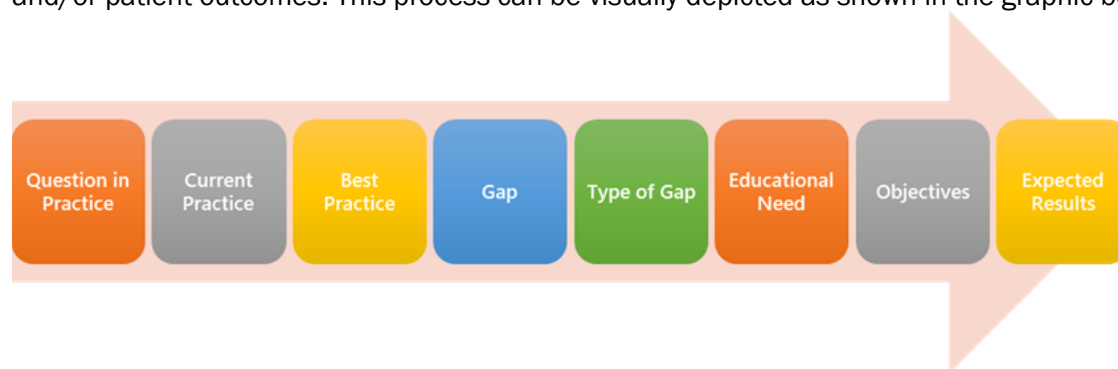 and/or patient outcomes. This process can be visually depicted as shown in the graphic
Question in
Practice
Current
Practice
Best
Practice
Gap
Type of Gap
Educational
Need
Objectives
Expected
Results